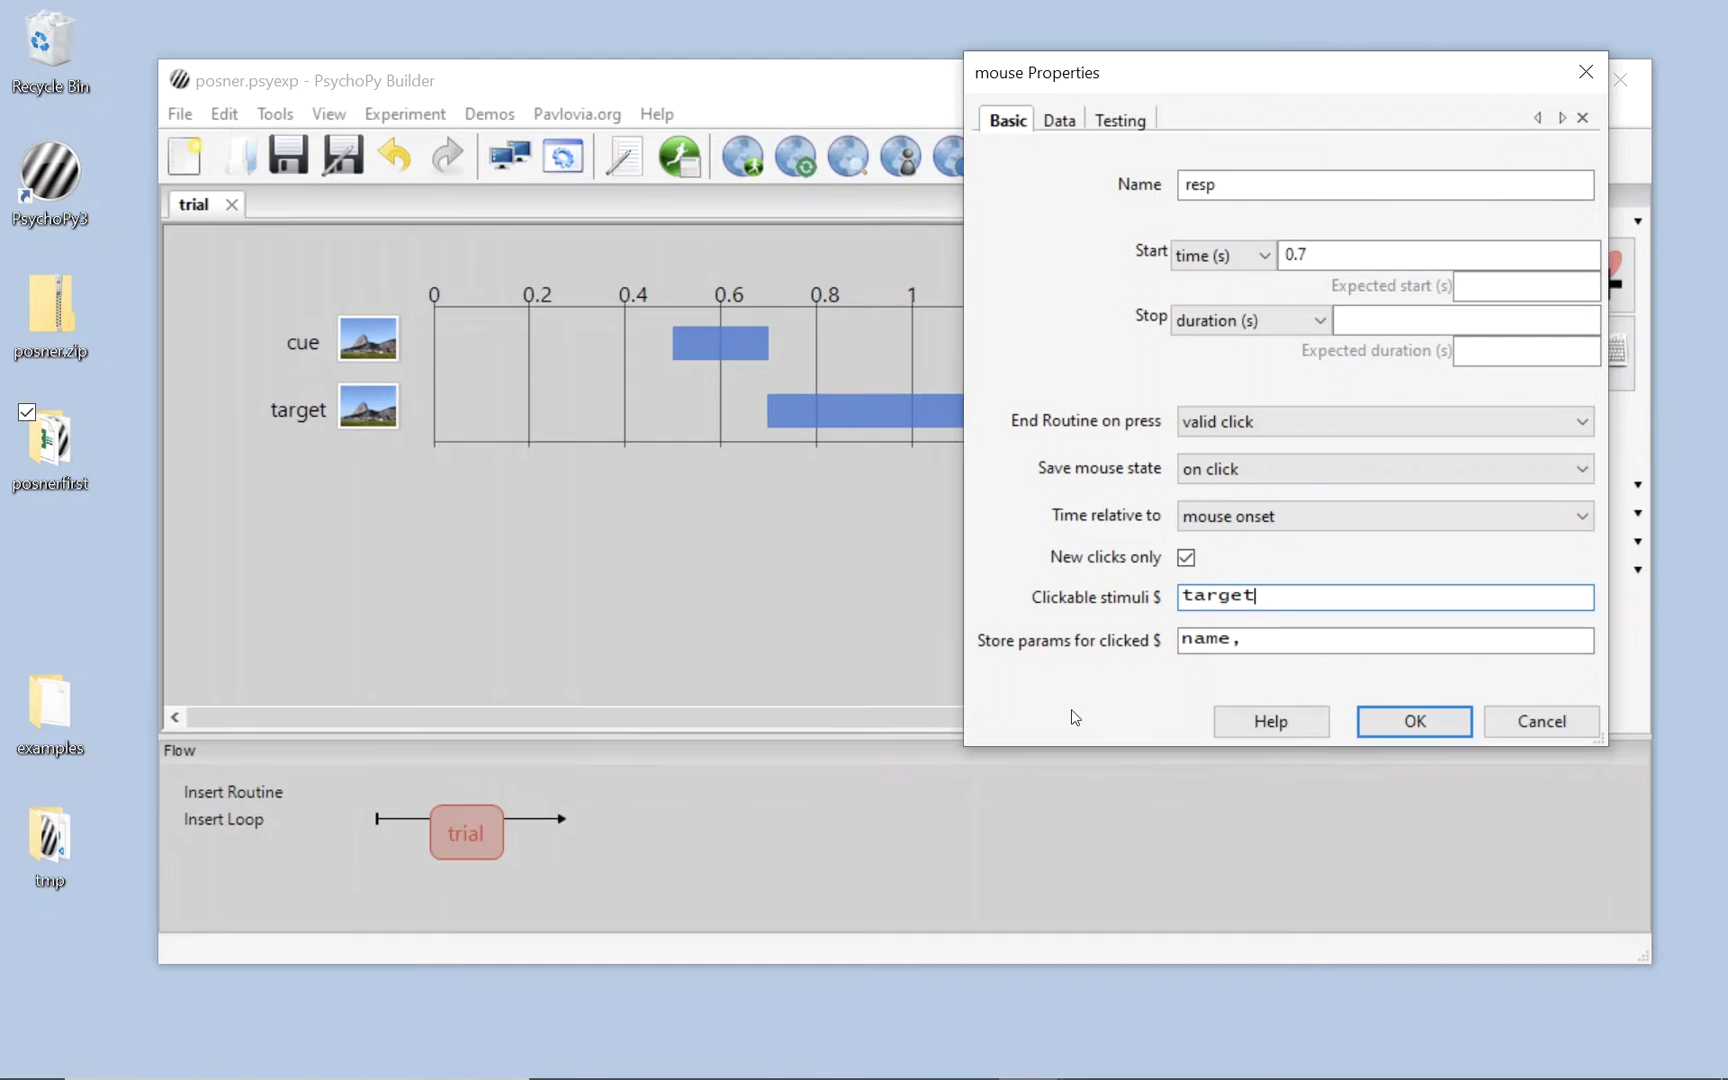 Recycle Bin
PsychoPy3
posner.zip
posnerfirst
examples
tmp
posner.psyexp - PsychoPy Builder
File Edit Tools View Experiment Demos Pavlovia.org Help
trial
0 0.2 0.4 0.6 0.8 1
cue
target
Flow
Insert Routine
Insert Loop
trial
mouse Properties
Basic Data Testing
Name resp
Start time (s) 0.7
Expected start (s)
Stop duration (s)
Expected duration (s)
End Routine on press valid click
Save mouse state on click
Time relative to mouse onset
New clicks only
Clickable stimuli $ target
Store params for clicked $ name,
Help OK Cancel